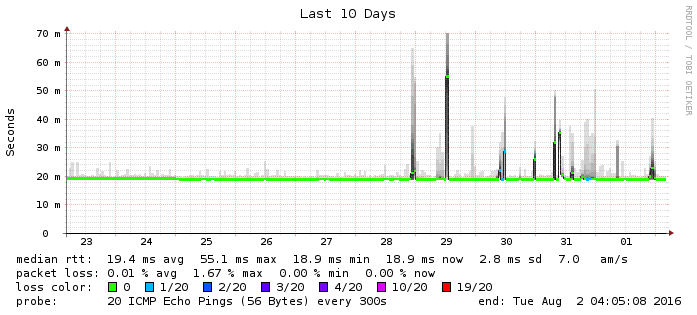 Last 10 Days
RRDTOOL / TOBI OETIKER
Seconds
70 m
60 m
50 m
40 m
30 m
20 m
10 m
0
23 24 25 26 27 28 29 30 31 01
median rtt: 19.4 ms avg 55.1 ms max 18.9 ms min 18.9 ms now 2.8 ms sd 7.0 am/s
packet loss: 0.01 % avg 1.67 % max 0.00 % min 0.00 % now
loss color: 0 1/20 2/20 3/20 4/20 10/20 19/20
probe: 20 ICMP Echo Pings (56 Bytes) every 300s end: Tue Aug 2 04:05:08 2016